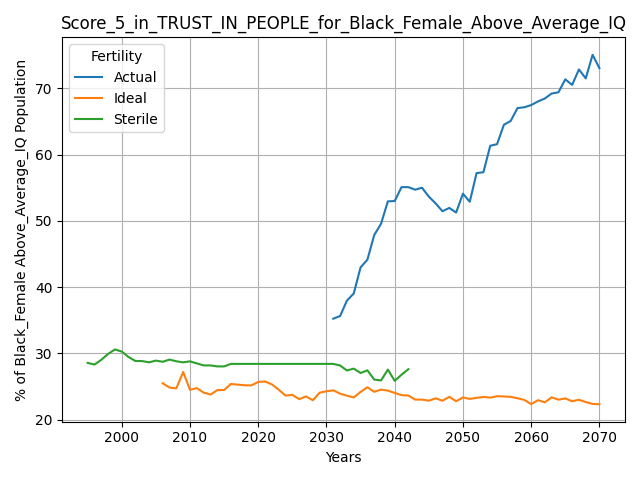 Score_5_in_TRUST_IN_PEOPLE_for_Black_Female_Above_Average_IQ
Fertility
Actual
Ideal
Sterile
% of Black_Female Above_Average_IQ Population
70
60
50
40
30
20
2000
2010
2020
2030
2040
2050
2060
2070
Years